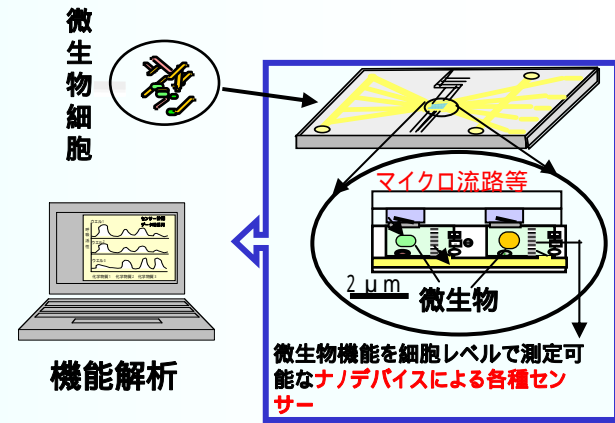 微生物細胞
マイクロ流路等
2 μm
微生物
微生物機能を細胞レベルで測定可
能なナノデバイスによる各種セン
サー
機能解析